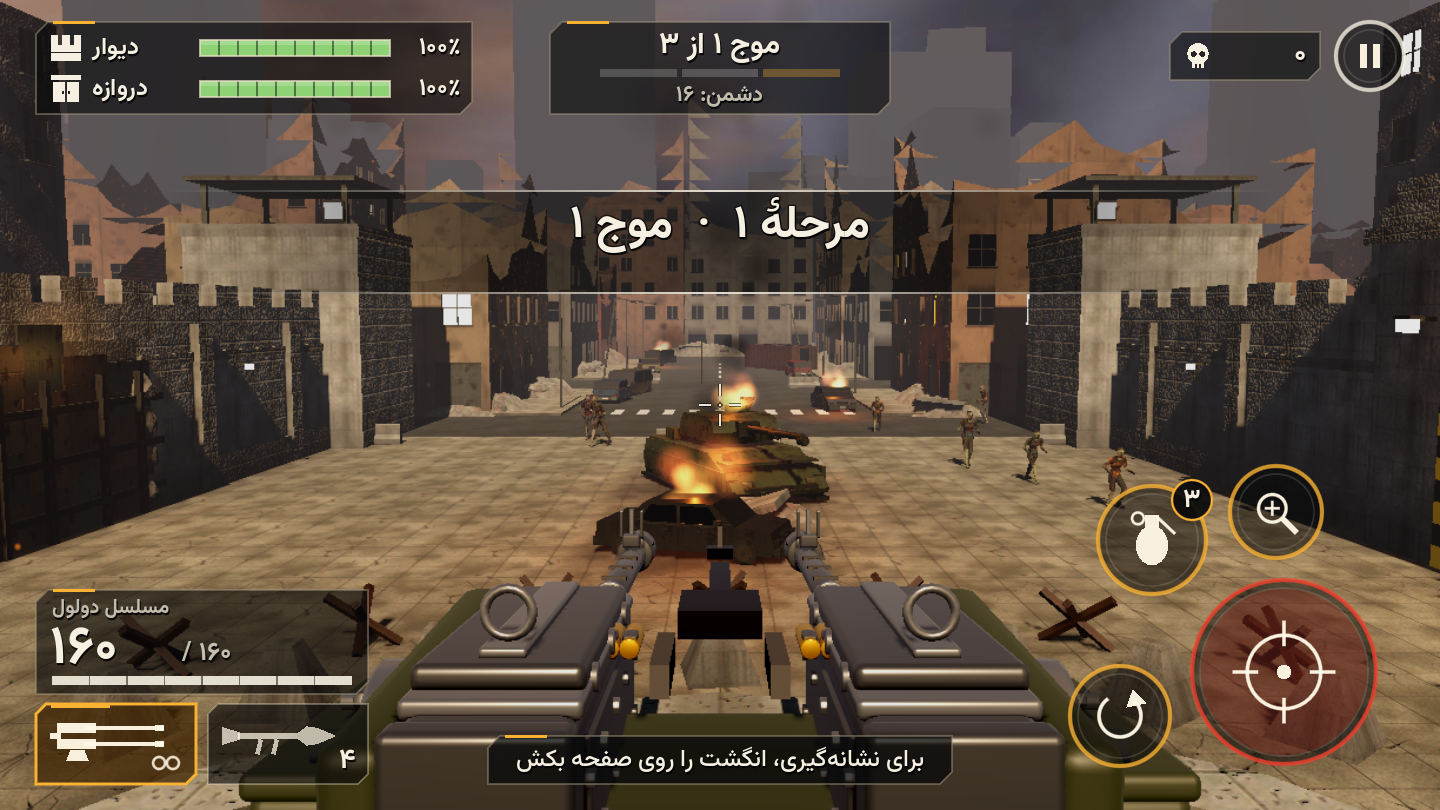 دیوار ۱۰۰٪
دروازه ۱۰۰٪
موج ۱ از ۳
دشمن: ۱۶
۰
مرحلهٔ ۱ · موج ۱
۳
مسلسل دولول
۱۶۰ / ۱۶۰
∞
۴
برای نشانه‌گیری، انگشت را روی صفحه بکش